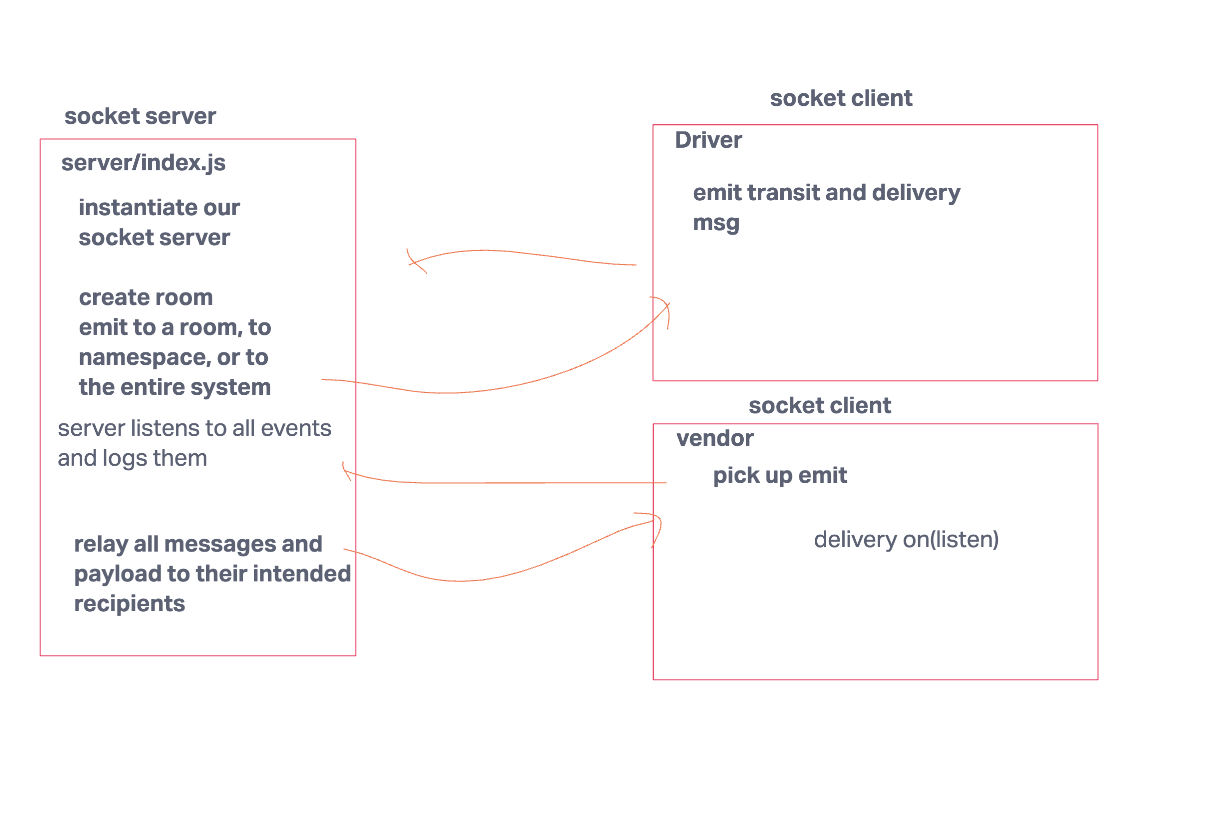 socket server
server/index.js
instantiate our
socket server
create room
emit to a room, to
namespace, or to
the entire system
server listens to all events
and logs them
relay all messages and
payload to their intended
recipients
socket client
Driver
emit transit and delivery
msg
socket client
vendor
pick up emit
delivery on(listen)